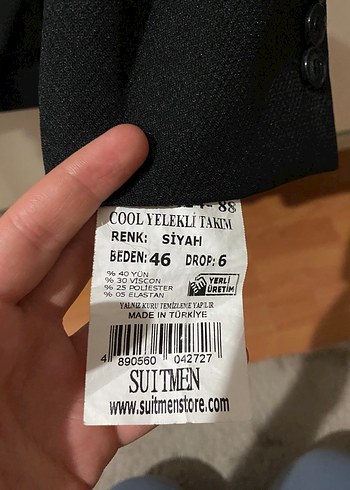 88
COOL YELEKLİ TAKIM
RENK: SİYAH
BEDEN: 46 DROP: 6
% 40 YÜN
% 30 VİSCON
% 25 POLİESTER
% 05 ELASTAN
YERLİ
ÜRETİM
YALNIZ KURU TEMİZLEME YAPILIR
MADE IN TÜRKİYE
4 890560 042727
SUITMEN
www.suitmenstore.com